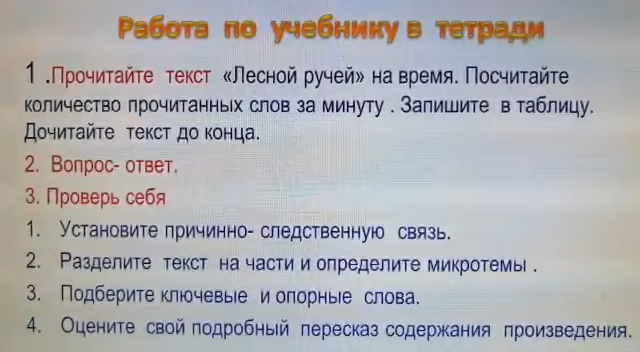 Работа по учебнику в тетради
1 .Прочитайте текст «Лесной ручей» на время. Посчитайте
количество прочитанных слов за минуту . Запишите в таблицу.
Дочитайте текст до конца.
2. Вопрос- ответ.
3. Проверь себя
1. Установите причинно- следственную связь.
2. Разделите текст на части и определите микротемы .
3. Подберите ключевые и опорные слова.
4. Оцените свой подробный пересказ содержания произведения.